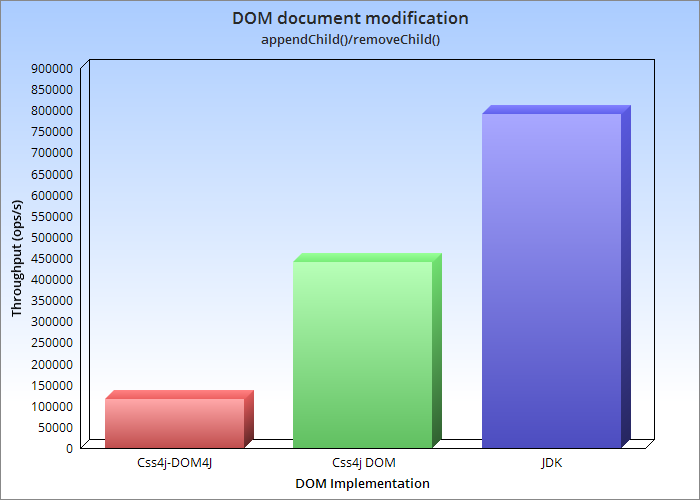 DOM document modification
appendChild()/removeChild()
900000
850000
800000
750000
700000
650000
600000
550000
500000
450000
400000
350000
300000
250000
200000
150000
100000
50000
0
Throughput (ops/s)
Css4j-DOM4J
Css4j DOM
JDK
DOM Implementation